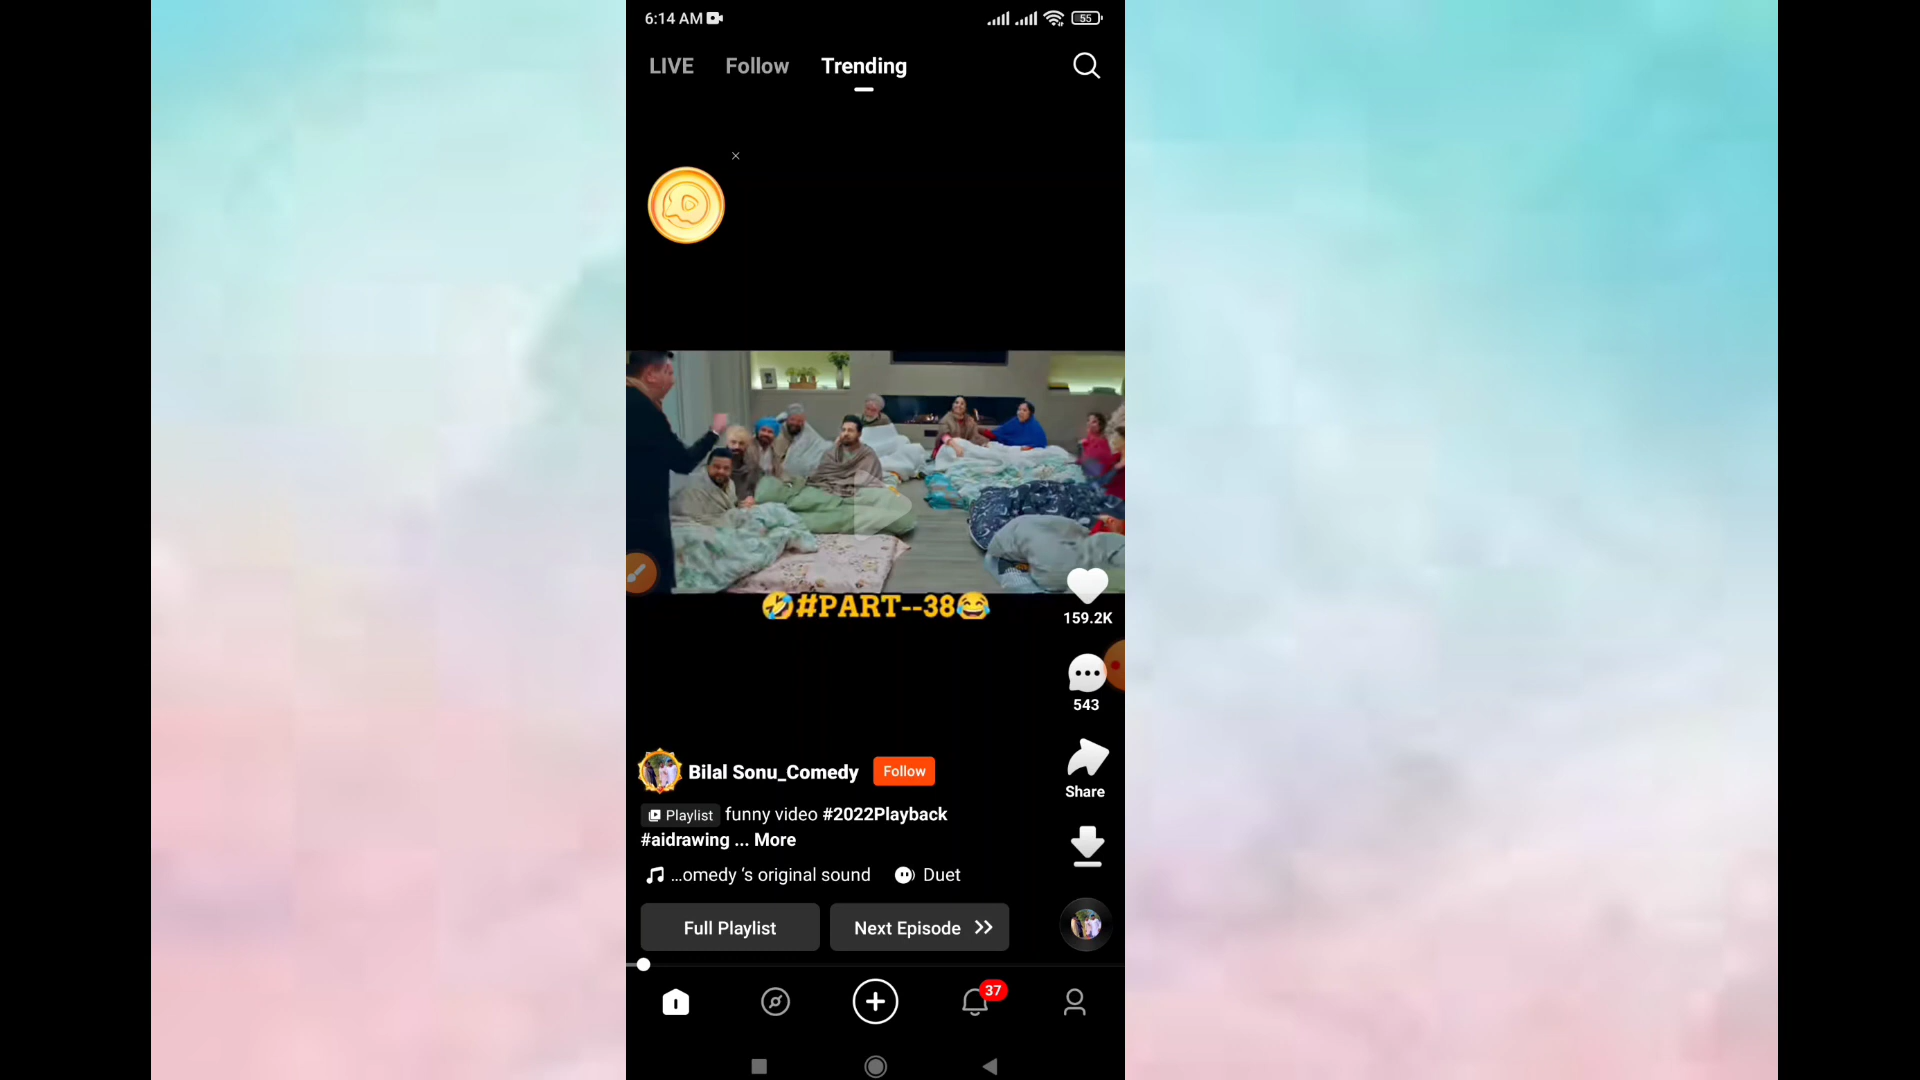 6:14 AM
55
LIVE Follow Trending
🤣#PART--38😂
159.2K
543
Share
Bilal Sonu_Comedy Follow
Playlist funny video #2022Playback
#aidrawing ... More
...omedy 's original sound Duet
Full Playlist Next Episode
37